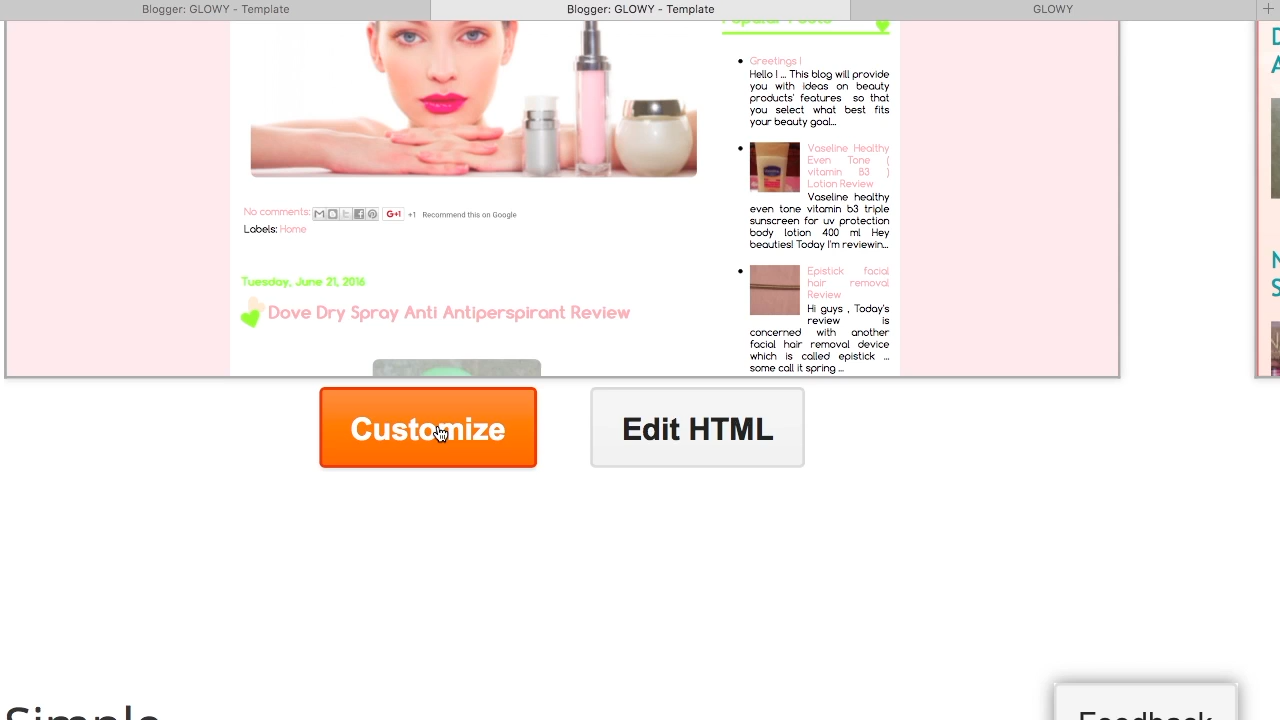 Blogger: GLOWY - Template
Blogger: GLOWY - Template
GLOWY
Popular Posts
Greetings !
Hello ! ... This blog will provide
you with ideas on beauty
products' features so that
you select what best fits
your beauty goal...
Vaseline Healthy
Even Tone (
vitamin B3 )
Lotion Review
Vaseline healthy
even tone vitamin b3 triple
sunscreen for uv protection
body lotion 400 ml Hey
beauties! Today I'm reviewin...
Epistick facial
hair removal
Review
Hi guys , Today's
review is
concerned with another
facial hair removal device
which is called epistick ...
some call it spring ...
No comments:
G+1 +1 Recommend this on Google
Labels: Home
Tuesday, June 21, 2016
Dove Dry Spray Anti Antiperspirant Review
Customize
Edit HTML
Simple
Feedback